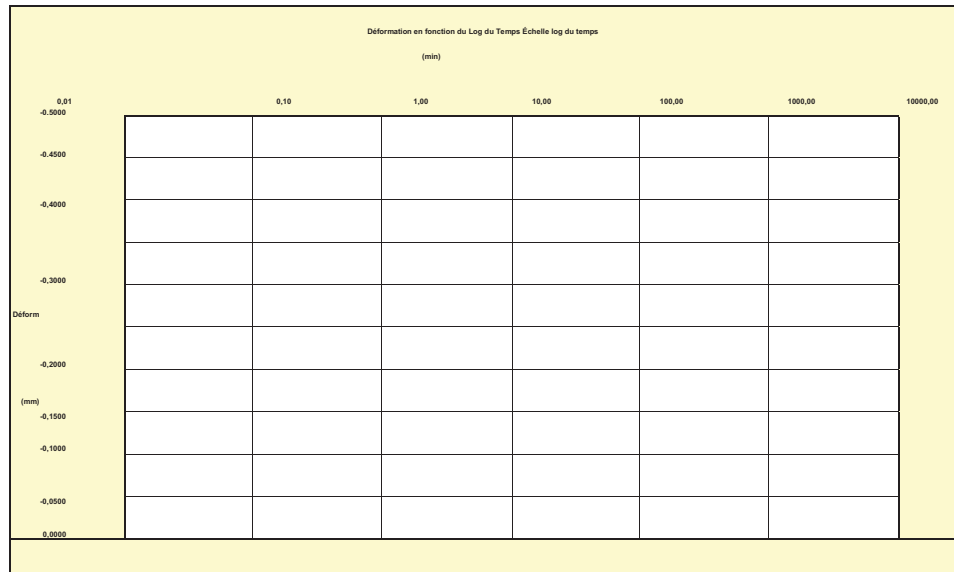 Déformation en fonction du Log du Temps Échelle log du temps
(min)
0,01 0,10 1,00 10,00 100,00 1000,00 10000,00
-0.5000
-0.4500
-0,4000
-0,3000
Déform
-0,2000
(mm)
-0,1500
-0,1000
-0,0500
0,0000